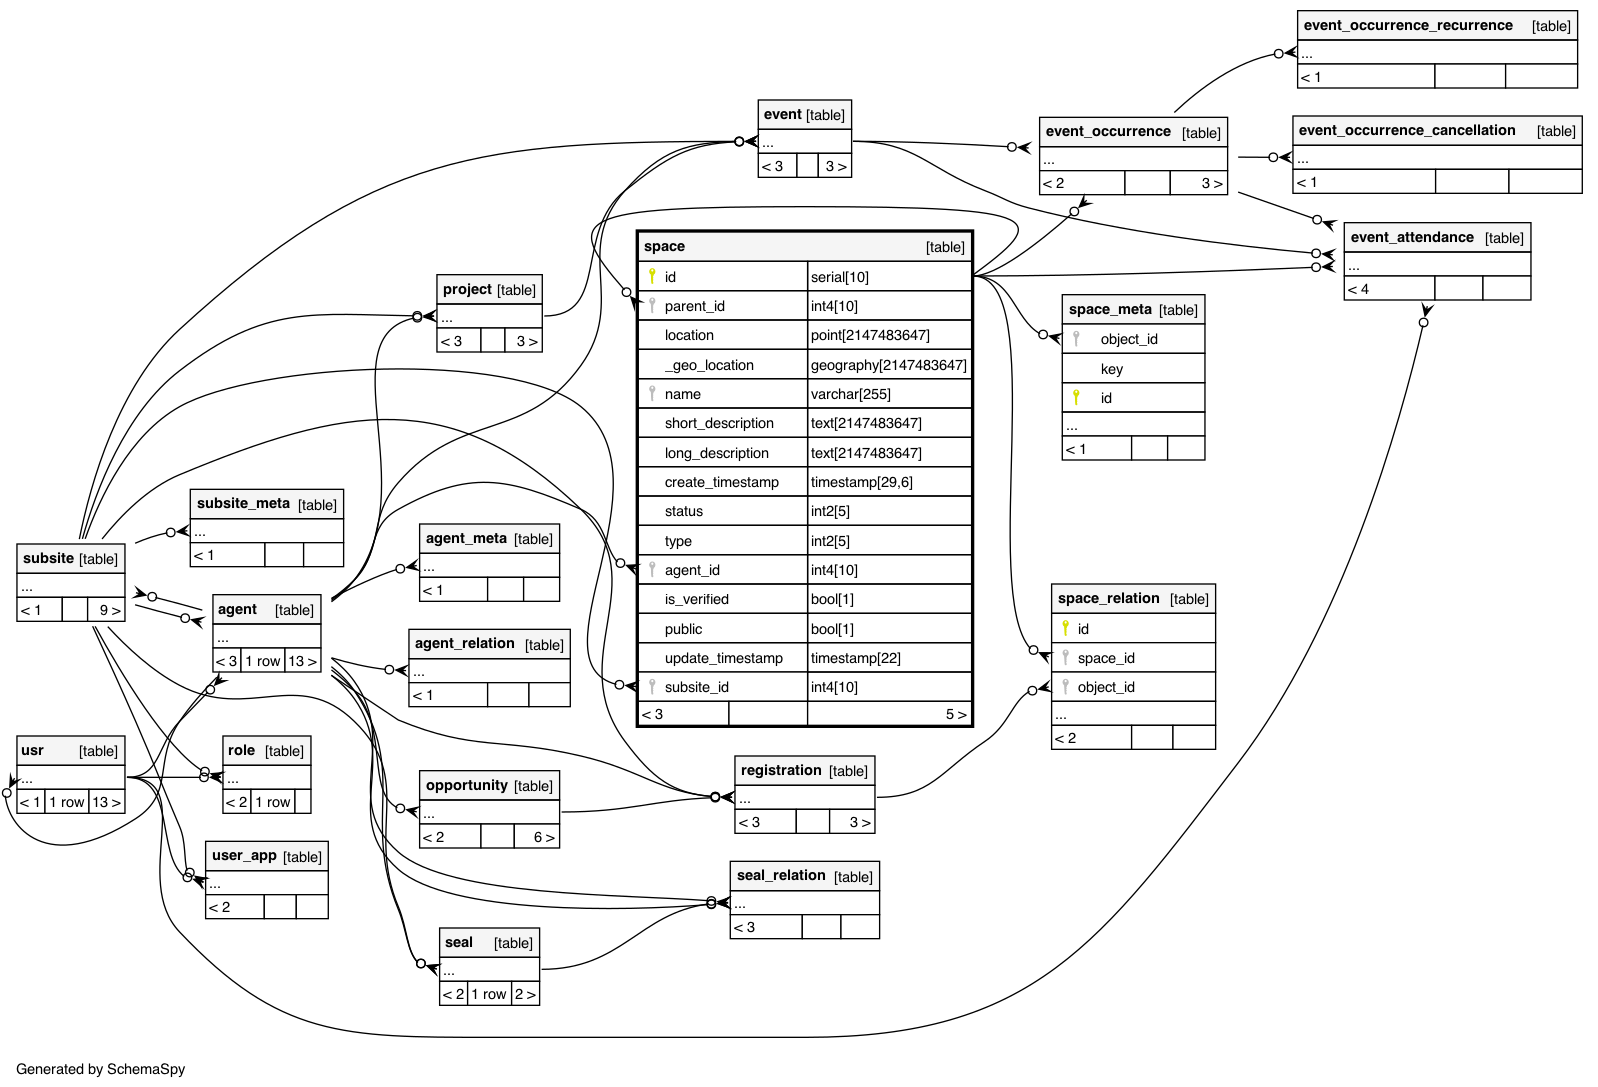 event_occurrence_recurrence [table]
...
< 1
event [table]
...
< 3 3 >
event_occurrence [table]
...
< 2 3 >
event_occurrence_cancellation [table]
...
< 1
event_attendance [table]
...
< 4
space [table]
id serial[10]
parent_id int4[10]
location point[2147483647]
_geo_location geography[2147483647]
name varchar[255]
short_description text[2147483647]
long_description text[2147483647]
create_timestamp timestamp[29,6]
status int2[5]
type int2[5]
agent_id int4[10]
is_verified bool[1]
public bool[1]
update_timestamp timestamp[22]
subsite_id int4[10]
< 3 5 >
project [table]
...
< 3 3 >
space_meta [table]
object_id
key
id
...
< 1
subsite_meta [table]
...
< 1
subsite [table]
...
< 1 9 >
agent_meta [table]
...
< 1
agent [table]
...
< 3 1 row 13 >
agent_relation [table]
...
< 1
space_relation [table]
id
space_id
object_id
...
< 2
usr [table]
...
< 1 1 row 13 >
role [table]
...
< 2 1 row
opportunity [table]
...
< 2 6 >
registration [table]
...
< 3 3 >
user_app [table]
...
< 2
seal_relation [table]
...
< 3
seal [table]
...
< 2 1 row 2 >
Generated by SchemaSpy